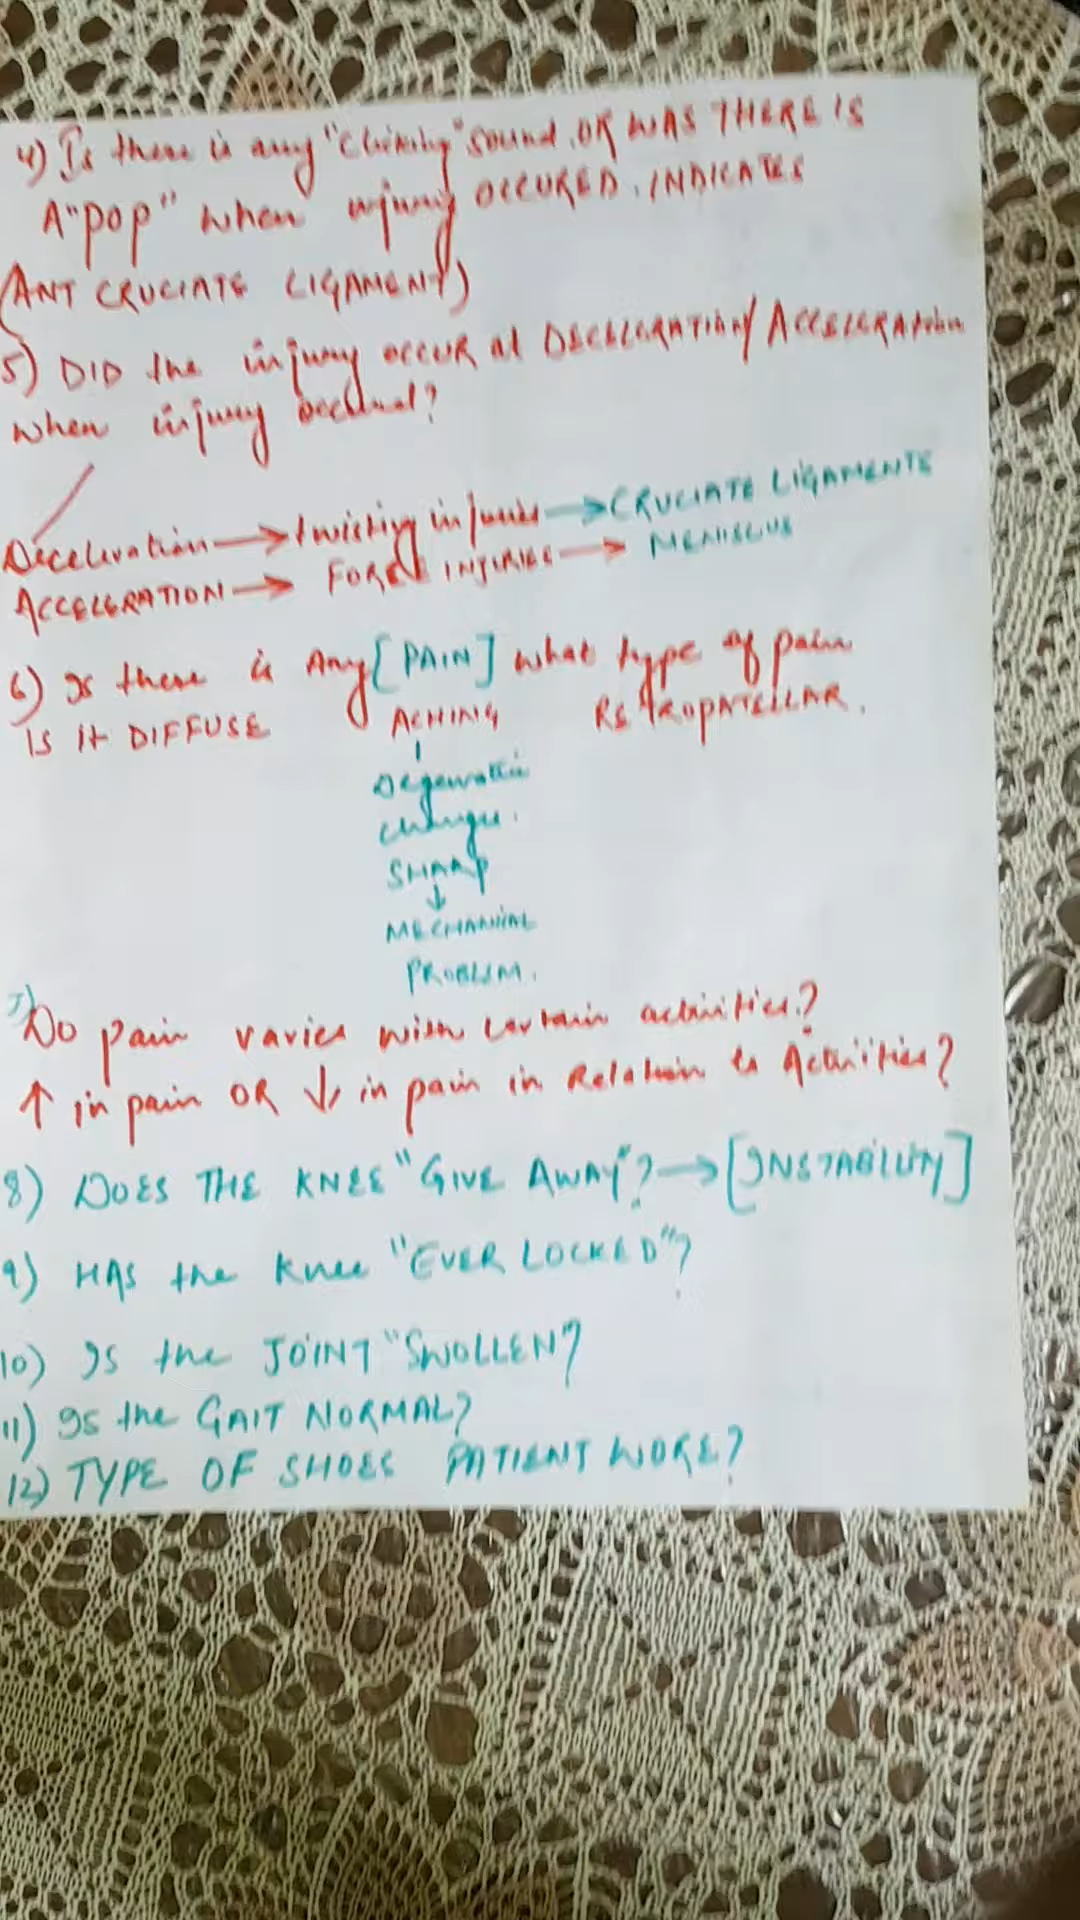 4) Is there is any "Clicking" sound. OR WAS THERE IS
A "POP" when injury OCCURED. INDICATES
(ANT CRUCIATE LIGAMENT)
5) DID the injury OCCUR at DECELERATION/ ACCELERATION
when injury occurred?
Deceleration → twisting injuries → CRUCIATE LIGAMENTS
ACCELERATION → FORCE INJURIES → MENISCUS
6) Is there is Any [PAIN] what type of pain
IS it DIFFUSE ACHING RETROPATELLAR.
Degenerative
changes.
SHARP
↓
MECHANICAL
PROBLEM.
7) Do pain varies with certain activities?
↑ in pain OR ↓ in pain in Relation to Activities?
8) DOES THE KNEE "GIVE AWAY"? → [INSTABILITY]
9) HAS the Knee "EVER LOCKED"?
10) IS the JOINT "SWOLLEN?
11) IS the GAIT NORMAL?
12) TYPE OF SHOES PATIENT WORE?